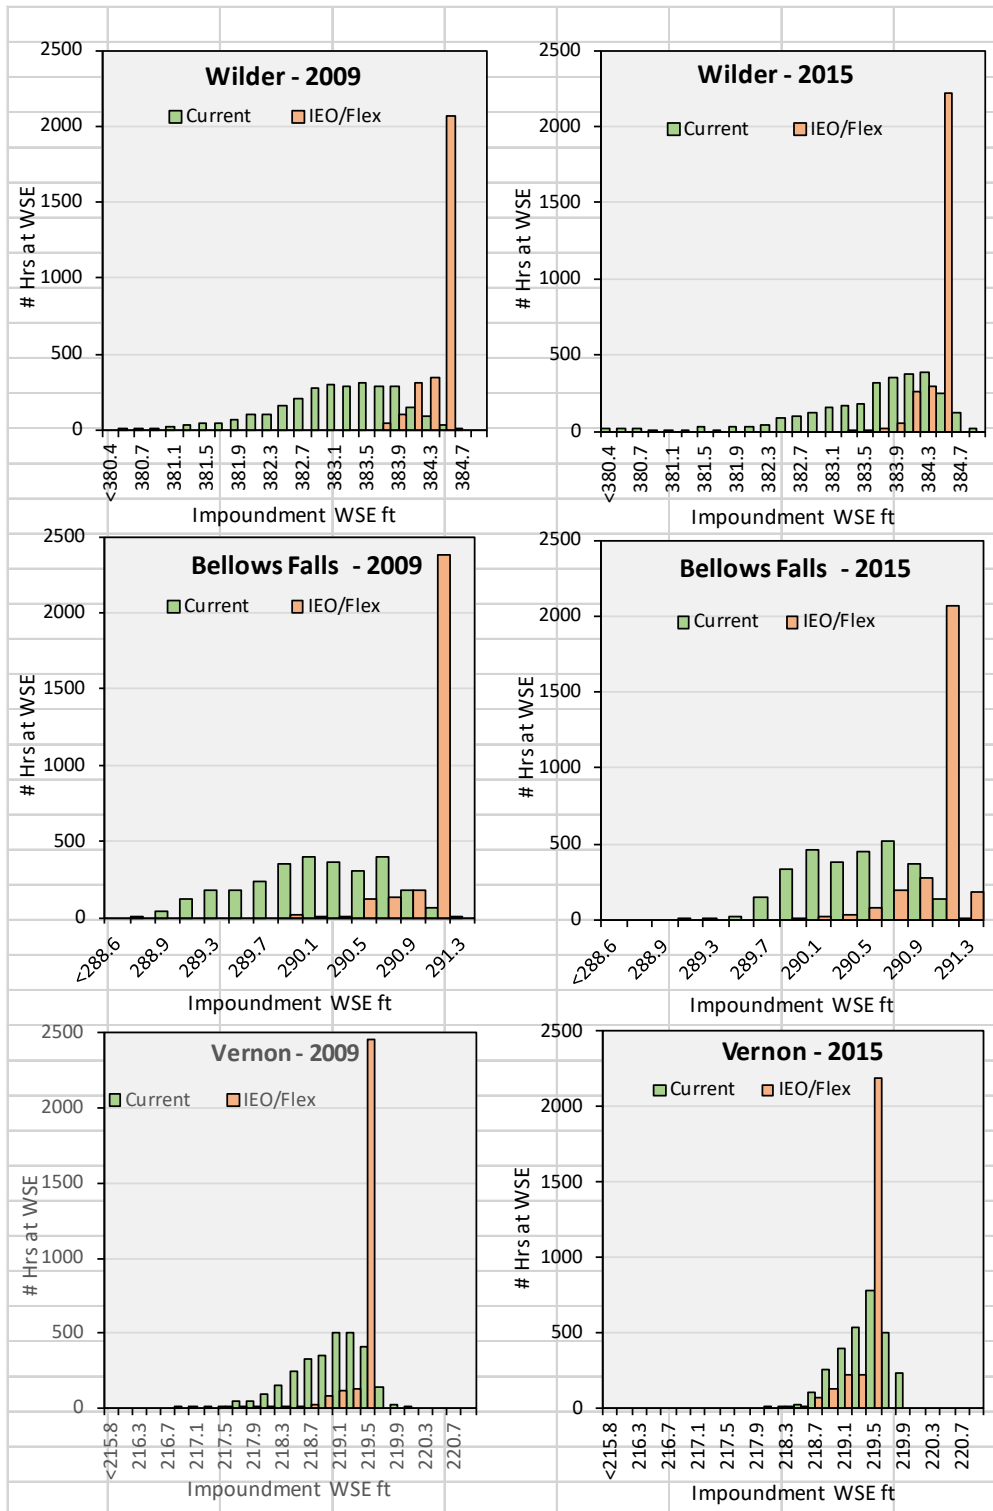 Wilder - 2009
Current IEO/Flex
2500
2000
1500
1000
500
0
# Hrs at WSE
<380.4 380.7 381.1 381.5 381.9 382.3 382.7 383.1 383.5 383.9 384.3 384.7
Impoundment WSE ft
Wilder - 2015
Current IEO/Flex
2500
2000
1500
1000
500
0
# Hrs at WSE
<380.4 380.7 381.1 381.5 381.9 382.3 382.7 383.1 383.5 383.9 384.3 384.7
Impoundment WSE ft
Bellows Falls - 2009
Current IEO/Flex
2500
2000
1500
1000
500
0
# Hrs at WSE
<288.6 288.9 289.3 289.7 290.1 290.5 290.9 291.3
Impoundment WSE ft
Bellows Falls - 2015
Current IEO/Flex
2500
2000
1500
1000
500
0
# Hrs at WSE
<288.6 288.9 289.3 289.7 290.1 290.5 290.9 291.3
Impoundment WSE ft
Vernon - 2009
Current IEO/Flex
2500
2000
1500
1000
500
0
# Hrs at WSE
<215.8 216.3 216.7 217.1 217.5 217.9 218.3 218.7 219.1 219.5 219.9 220.3 220.7
Impoundment WSE ft
Vernon - 2015
Current IEO/Flex
2500
2000
1500
1000
500
0
# Hrs at WSE
<215.8 216.3 216.7 217.1 217.5 217.9 218.3 218.7 219.1 219.5 219.9 220.3 220.7
Impoundment WSE ft